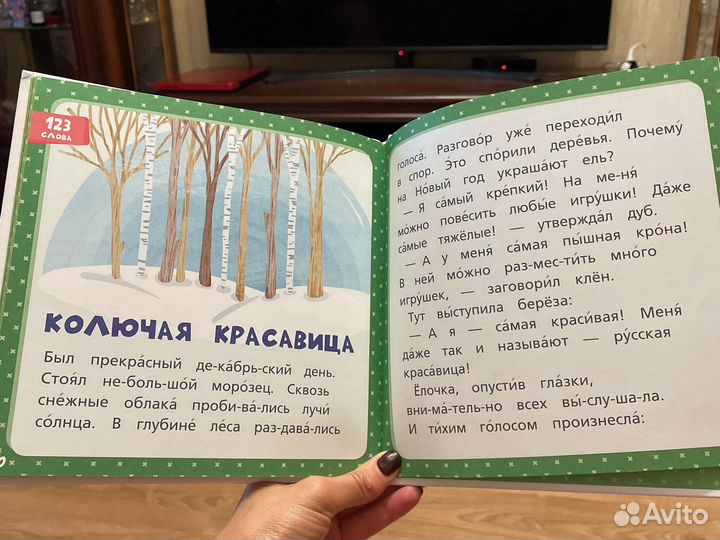 123
СЛОВА
КОЛЮЧАЯ КРАСАВИЦА
Был прекра́сный де-ка́брь-ский день.
Стоя́л не-боль-шо́й моро́зец. Сквозь
сне́жные облака́ проби-ва́-лись лучи́
со́лнца. В глубине́ ле́са раз-дава́-лись
голоса́. Разгово́р уже́ переходи́л
в спор. Э́то спо́рили дере́вья. Почему́
на Но́вый год украша́ют ель?
— Я са́мый кре́пкий! На ме-ня́
мо́жно пове́сить любы́е игру́шки! Да́же
са́мые тяжёлые! — утвержда́л дуб.
— А у меня́ са́мая пы́шная кро́на!
В ней мо́жно раз-мес-ти́ть мно́го
игру́шек, — заговори́л клён.
Тут вы́ступила берёза:
— А я — са́мая краси́вая! Меня́
да́же так и называ́ют — ру́сская
краса́вица!
Ёлочка, опусти́в гла́зки,
вни-ма́-тель-но всех вы́-слу-ша-ла.
И ти́хим го́лосом произнесла́:
Avito